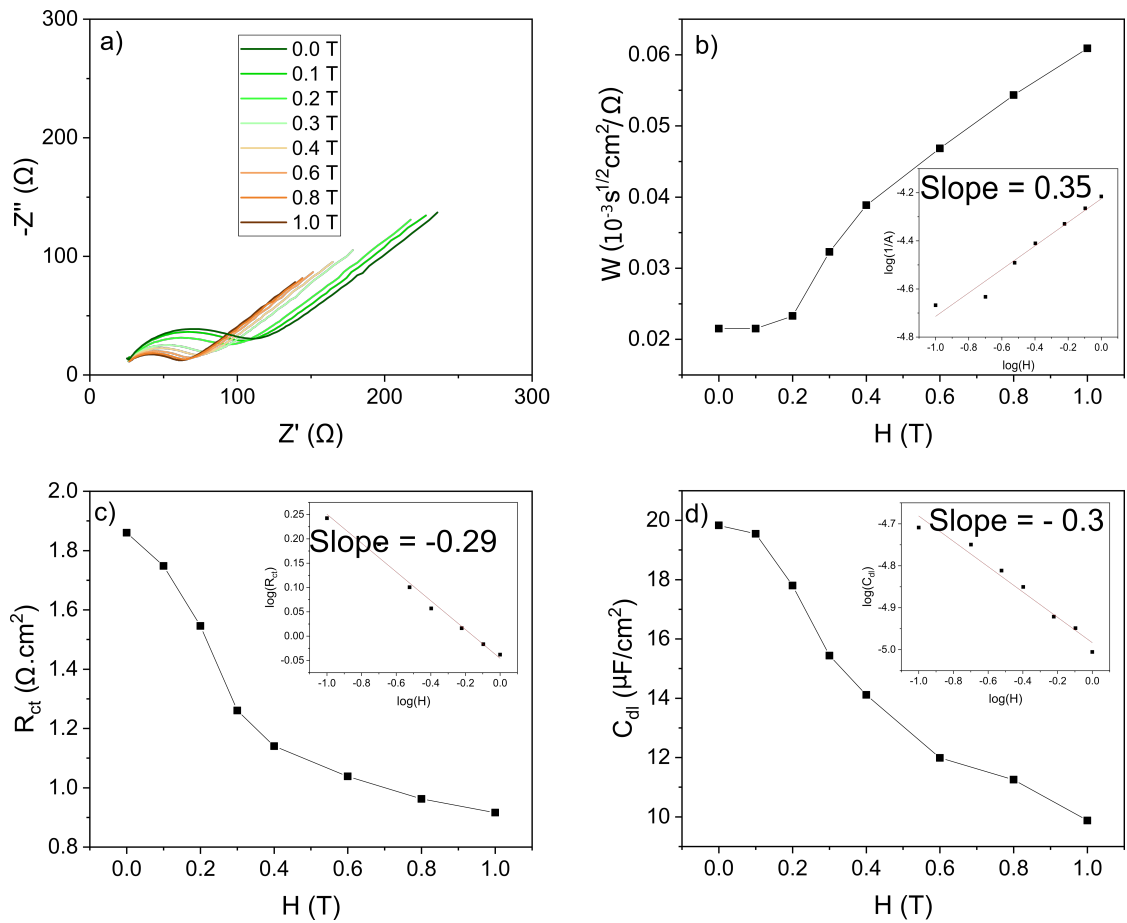 a)
300
200
100
0
-Z'' (Ω)
0.0 T
0.1 T
0.2 T
0.3 T
0.4 T
0.6 T
0.8 T
1.0 T
0 100 200 300
Z' (Ω)
b)
0.06
0.05
0.04
0.03
0.02
W (10⁻³s¹ᐟ²cm²/Ω)
Slope = 0.35
-4.2
-4.4
-4.6
-4.8
log(1/A)
-1.0 -0.8 -0.6 -0.4 -0.2 0.0
log(H)
0.0 0.2 0.4 0.6 0.8 1.0
H (T)
c)
2.0
1.8
1.6
1.4
1.2
1.0
0.8
R_ct (Ω.cm²)
Slope = -0.29
0.25
0.20
0.10
0.05
0.00
-0.05
log(R_ct)
-1.0 -0.8 -0.6 -0.4 -0.2 0.0
log(H)
0.0 0.2 0.4 0.6 0.8 1.0
H (T)
d)
20
18
16
14
12
10
C_dl (µF/cm²)
Slope = - 0.3
-4.7
-4.8
-4.9
-5.0
log(C_dl)
-1.0 -0.8 -0.6 -0.4 -0.2 0.0
log(H)
0.0 0.2 0.4 0.6 0.8 1.0
H (T)